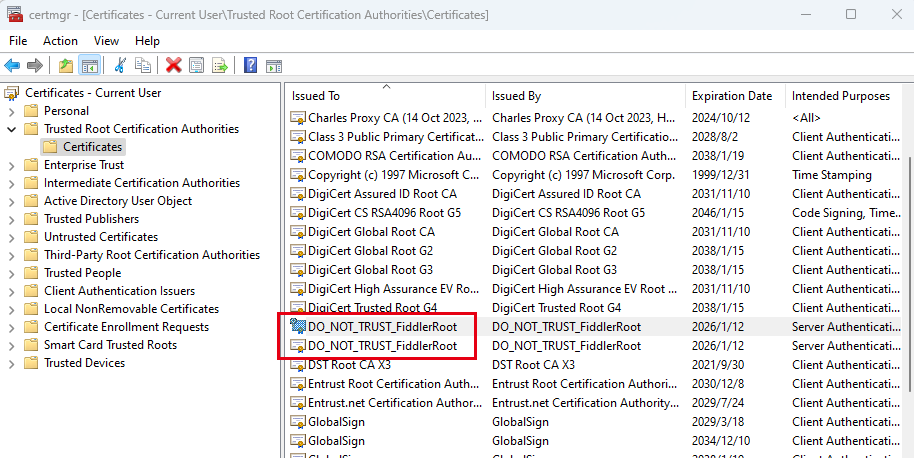 certmgr - [Certificates - Current User\Trusted Root Certification Authorities\Certificates]
File Action View Help
Certificates - Current User
Personal
Trusted Root Certification Authorities
Certificates
Enterprise Trust
Intermediate Certification Authorities
Active Directory User Object
Trusted Publishers
Untrusted Certificates
Third-Party Root Certification Authorities
Trusted People
Client Authentication Issuers
Local NonRemovable Certificates
Certificate Enrollment Requests
Smart Card Trusted Roots
Trusted Devices
Issued To Issued By Expiration Date Intended Purposes
Charles Proxy CA (14 Oct 2023, ... Charles Proxy CA (14 Oct 2023, H... 2024/10/12 <All>
Class 3 Public Primary Certificat... Class 3 Public Primary Certificatio... 2028/8/2 Client Authenticati...
COMODO RSA Certification Au... COMODO RSA Certification Auth... 2038/1/19 Client Authenticati...
Copyright (c) 1997 Microsoft C... Copyright (c) 1997 Microsoft Corp. 1999/12/31 Time Stamping
DigiCert Assured ID Root CA DigiCert Assured ID Root CA 2031/11/10 Client Authenticati...
DigiCert CS RSA4096 Root G5 DigiCert CS RSA4096 Root G5 2046/1/15 Code Signing, Time...
DigiCert Global Root CA DigiCert Global Root CA 2031/11/10 Client Authenticati...
DigiCert Global Root G2 DigiCert Global Root G2 2038/1/15 Client Authenticati...
DigiCert Global Root G3 DigiCert Global Root G3 2038/1/15 Client Authenticati...
DigiCert High Assurance EV Ro... DigiCert High Assurance EV Root ... 2031/11/10 Client Authenticati...
DigiCert Trusted Root G4 DigiCert Trusted Root G4 2038/1/15 Client Authenticati...
DO_NOT_TRUST_FiddlerRoot DO_NOT_TRUST_FiddlerRoot 2026/1/12 Server Authenticati...
DO_NOT_TRUST_FiddlerRoot DO_NOT_TRUST_FiddlerRoot 2026/1/12 Server Authenticati...
DST Root CA X3 DST Root CA X3 2021/9/30 Client Authenticati...
Entrust Root Certification Auth... Entrust Root Certification Authori... 2030/12/8 Client Authenticati...
Entrust.net Certification Author... Entrust.net Certification Authority... 2029/7/24 Client Authenticati...
GlobalSign GlobalSign 2029/3/18 Client Authenticati...
GlobalSign GlobalSign 2034/12/10 Client Authenticati...